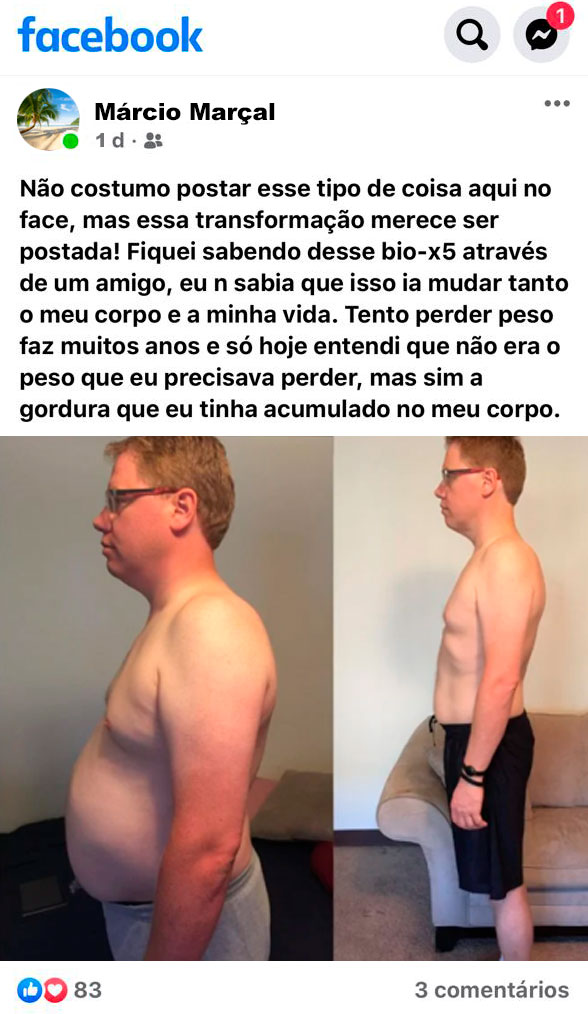 facebook
1
Márcio Marçal
1 d ·
Não costumo postar esse tipo de coisa aqui no
face, mas essa transformação merece ser
postada! Fiquei sabendo desse bio-x5 através
de um amigo, eu n sabia que isso ia mudar tanto
o meu corpo e a minha vida. Tento perder peso
faz muitos anos e só hoje entendi que não era o
peso que eu precisava perder, mas sim a
gordura que eu tinha acumulado no meu corpo.
83
3 comentários